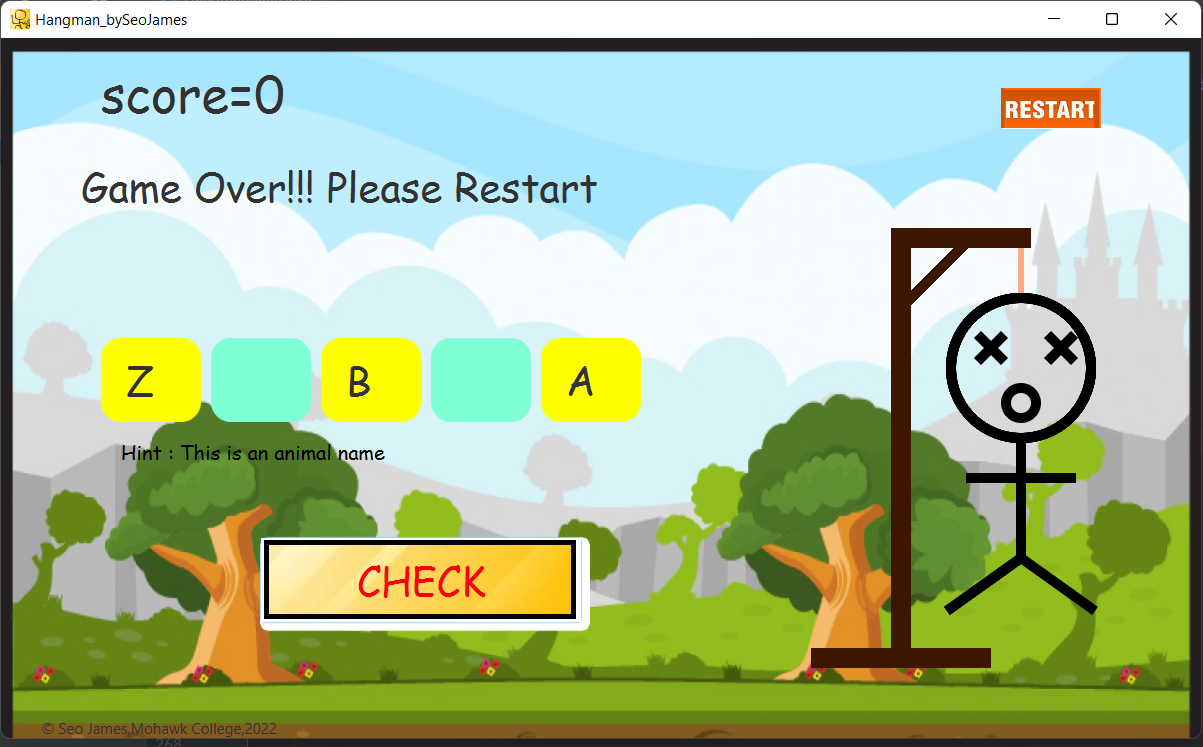 Hangman_bySeoJames
score=0
RESTART
Game Over!!! Please Restart
Z B A
Hint : This is an animal name
CHECK
© Seo James,Mohawk College,2022
268